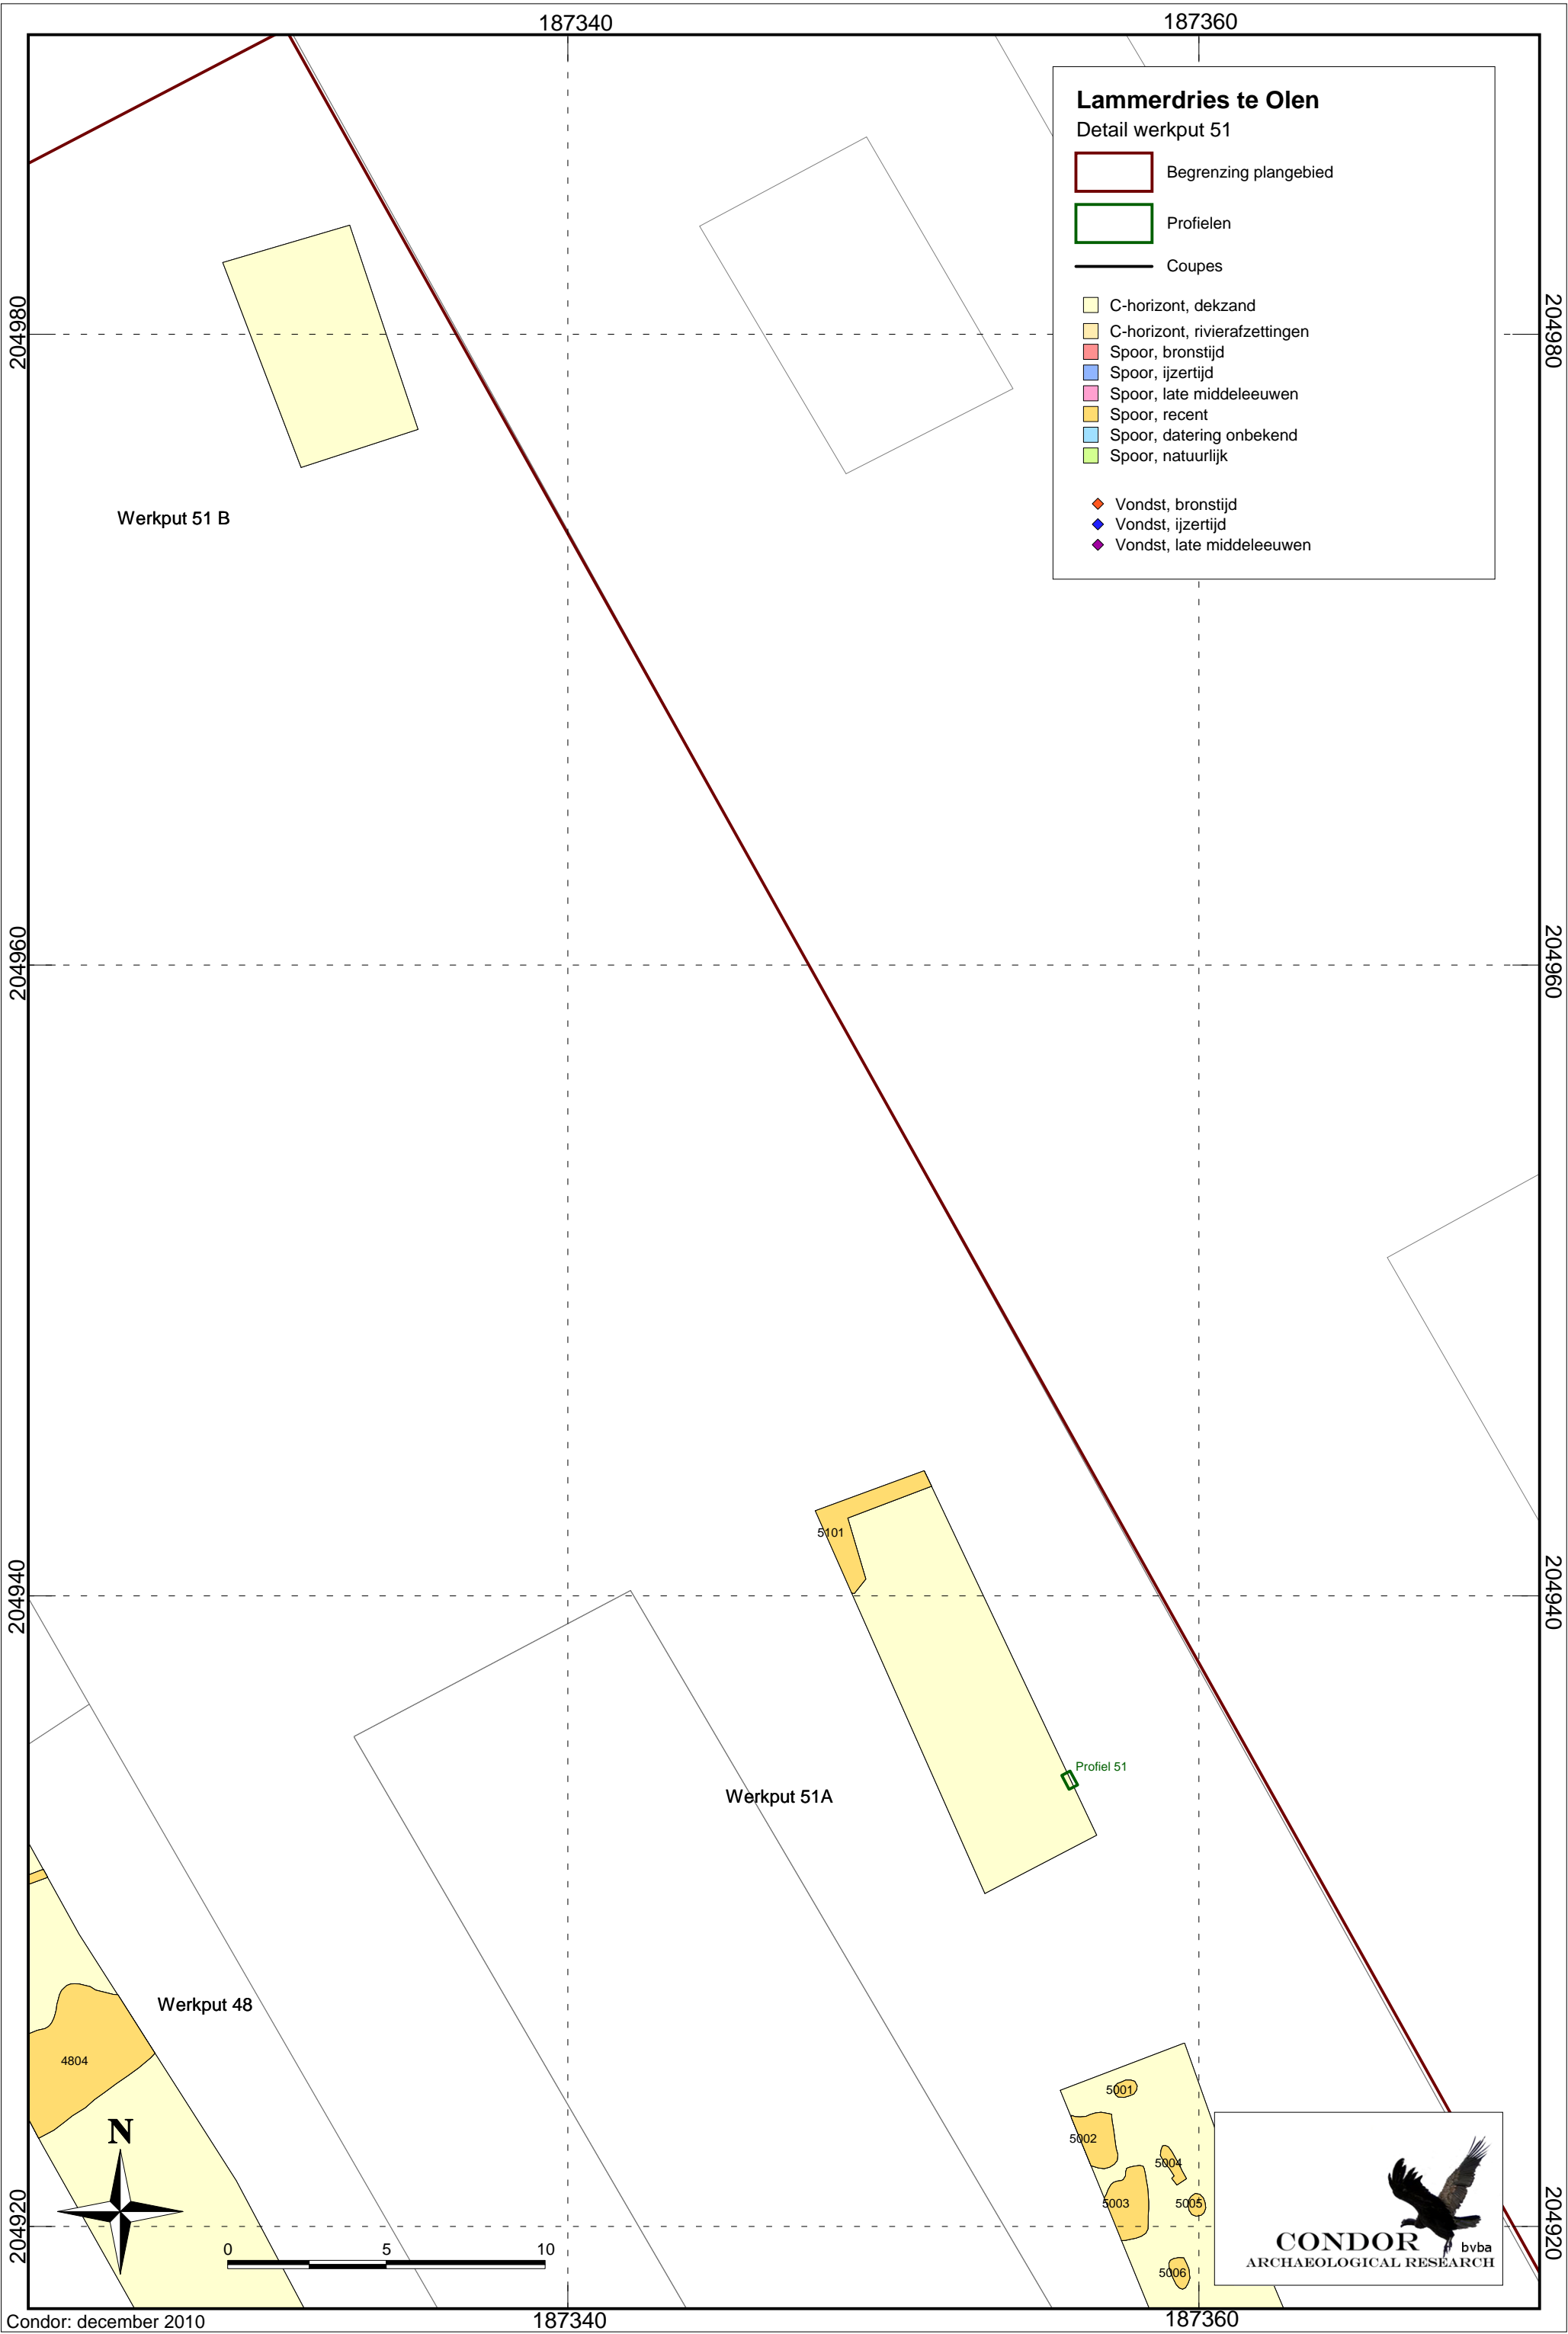 187340
187360
Lammerdries te Olen
Detail werkput 51
Begrenzing plangebied
Profielen
Coupes
C-horizont, dekzand
C-horizont, rivierafzettingen
Spoor, bronstijd
Spoor, ijzertijd
Spoor, late middeleeuwen
Spoor, recent
Spoor, datering onbekend
Spoor, natuurlijk
Vondst, bronstijd
Vondst, ijzertijd
Vondst, late middeleeuwen
204980
204980
Werkput 51 B
204960
204960
5101
204940
204940
Profiel 51
Werkput 51A
Werkput 48
4804
5001
5002
5004
5003
5005
5006
N
0 5 10
204920
204920
CONDOR bvba
ARCHAEOLOGICAL RESEARCH
Condor: december 2010
187340
187360